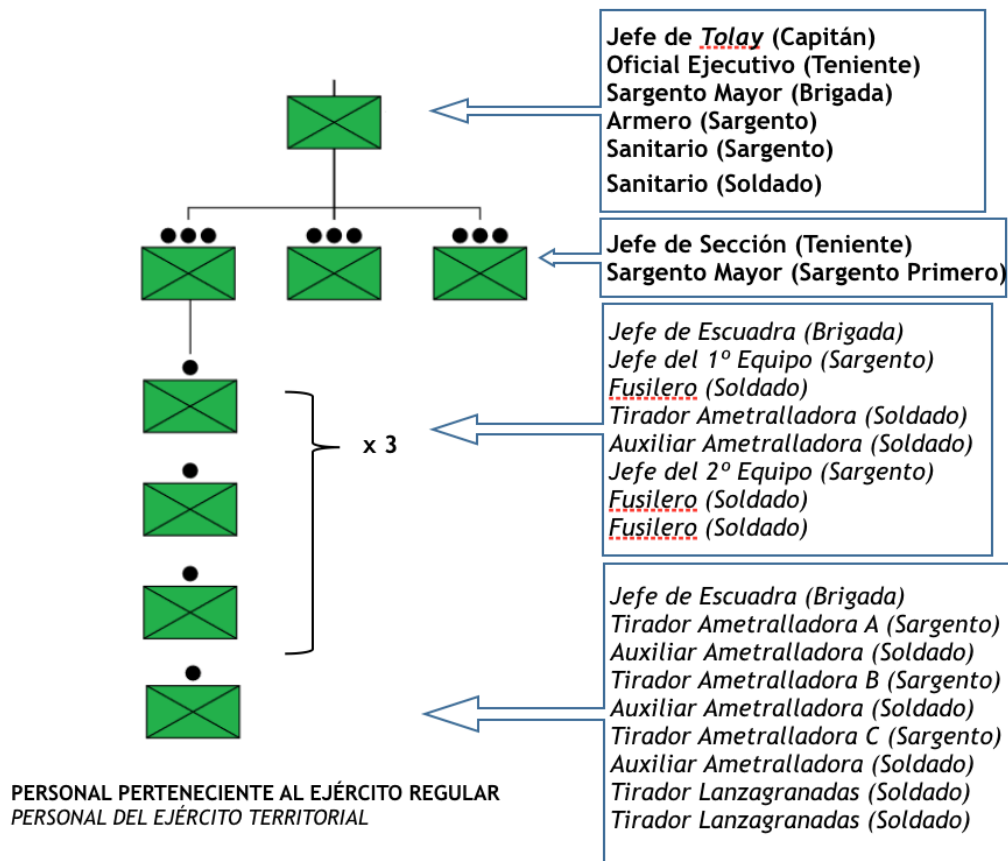 Jefe de Tolay (Capitán)
Oficial Ejecutivo (Teniente)
Sargento Mayor (Brigada)
Armero (Sargento)
Sanitario (Sargento)
Sanitario (Soldado)
Jefe de Sección (Teniente)
Sargento Mayor (Sargento Primero)
Jefe de Escuadra (Brigada)
Jefe del 1º Equipo (Sargento)
Fusilero (Soldado)
Tirador Ametralladora (Soldado)
Auxiliar Ametralladora (Soldado)
Jefe del 2º Equipo (Sargento)
Fusilero (Soldado)
Fusilero (Soldado)
x 3
Jefe de Escuadra (Brigada)
Tirador Ametralladora A (Sargento)
Auxiliar Ametralladora (Soldado)
Tirador Ametralladora B (Sargento)
Auxiliar Ametralladora (Soldado)
Tirador Ametralladora C (Sargento)
Auxiliar Ametralladora (Soldado)
Tirador Lanzagranadas (Soldado)
Tirador Lanzagranadas (Soldado)
PERSONAL PERTENECIENTE AL EJÉRCITO REGULAR
PERSONAL DEL EJÉRCITO TERRITORIAL